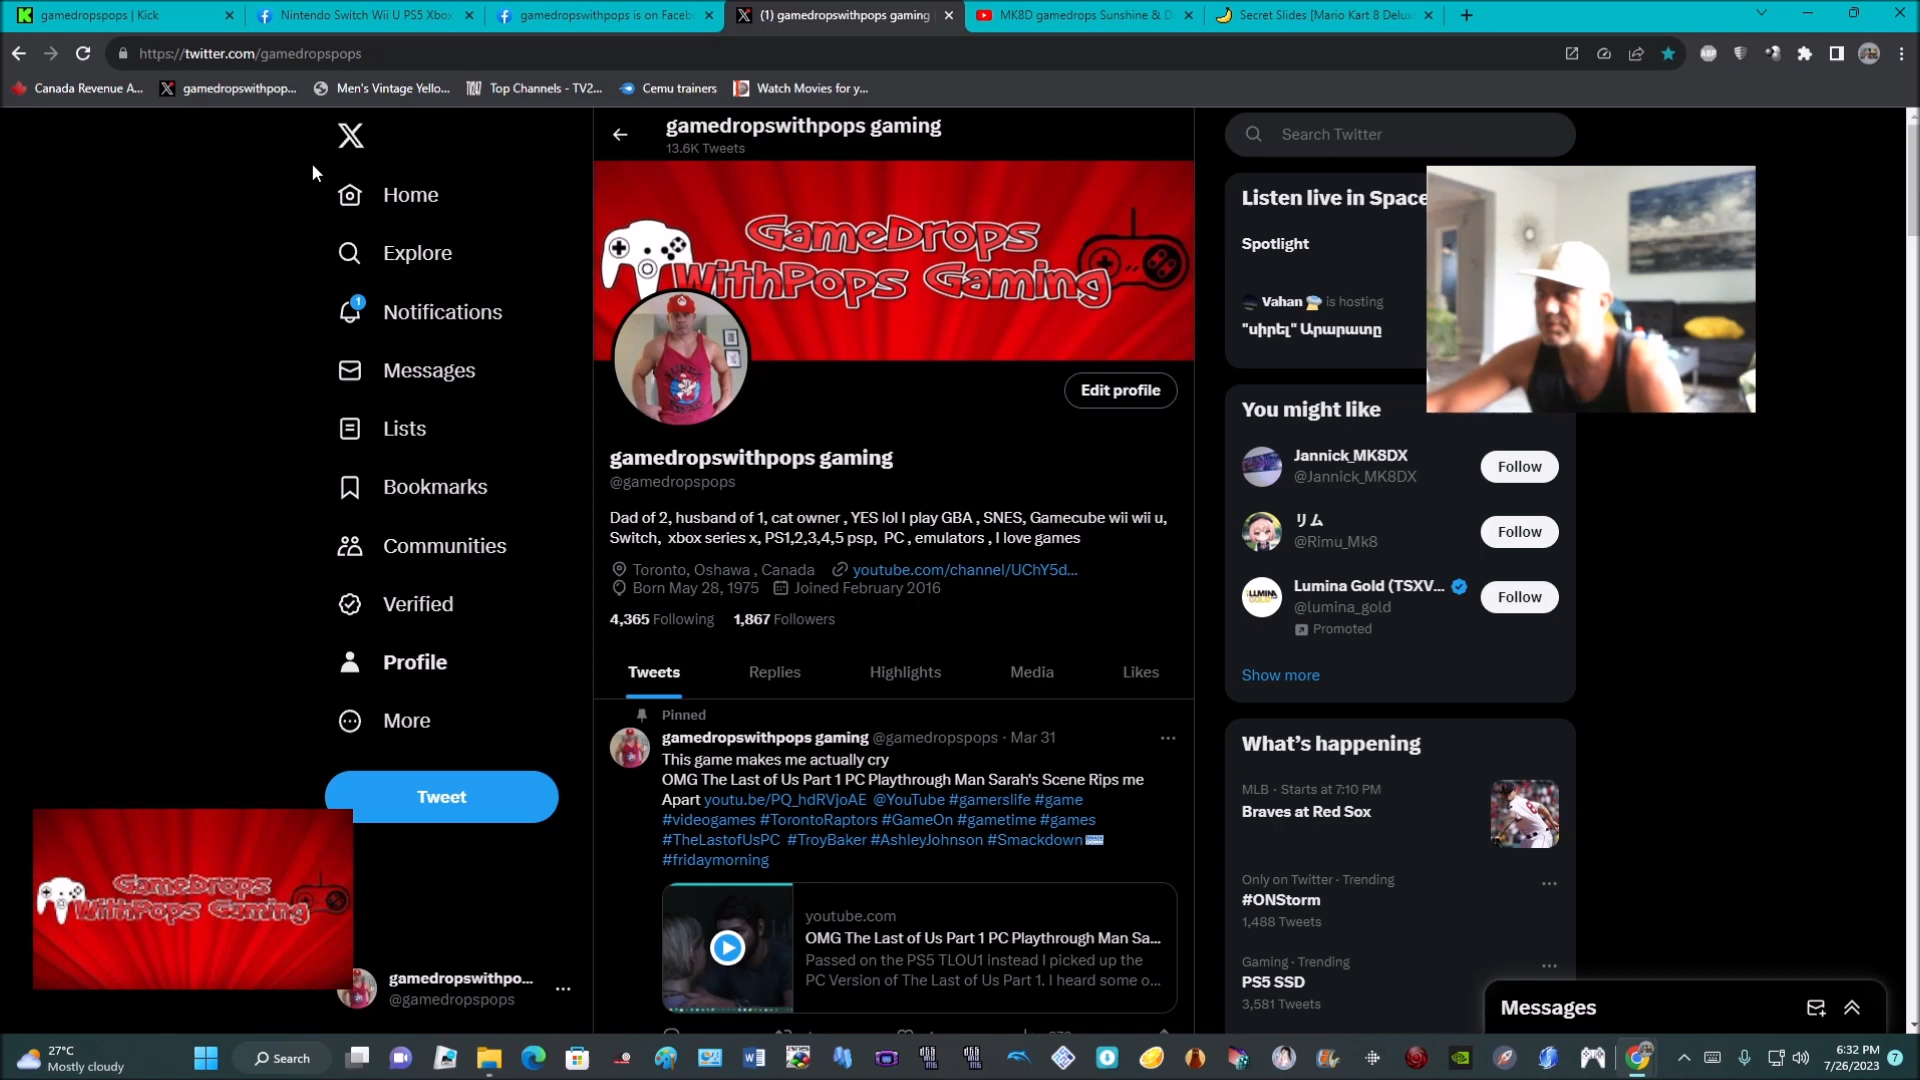 gamedropspops | Kick
Nintendo Switch Wii U PS5 Xbox
gamedropswithpops is on Faceb
(1) gamedropswithpops gaming
MK8D gamedrops Sunshine & D
Secret Slides [Mario Kart 8 Delux
https://twitter.com/gamedropspops
Canada Revenue A...
gamedropswithpop...
Men's Vintage Yello...
Top Channels - TV2...
Cemu trainers
Watch Movies for y...
gamedropswithpops gaming
13.6K Tweets
Search Twitter
Home
Explore
1
Notifications
Messages
Lists
Bookmarks
Communities
Verified
Profile
More
Tweet
GameDrops
WithPops Gaming
gamedropswithpo...
@gamedropspops
GameDrops
WithPops Gaming
Edit profile
gamedropswithpops gaming
@gamedropspops
Dad of 2, husband of 1, cat owner , YES lol I play GBA , SNES, Gamecube wii wii u,
Switch, xbox series x, PS1,2,3,4,5 psp, PC , emulators , I love games
Toronto, Oshawa , Canada youtube.com/channel/UChY5d...
Born May 28, 1975 Joined February 2016
4,365 Following 1,867 Followers
Tweets Replies Highlights Media Likes
Pinned
gamedropswithpops gaming @gamedropspops · Mar 31
This game makes me actually cry
OMG The Last of Us Part 1 PC Playthrough Man Sarah's Scene Rips me
Apart youtu.be/PQ_hdRVjoAE @YouTube #gamerslife #game
#videogames #TorontoRaptors #GameOn #gametime #games
#TheLastofUsPC #TroyBaker #AshleyJohnson #Smackdown
#fridaymorning
youtube.com
OMG The Last of Us Part 1 PC Playthrough Man Sa...
Passed on the PS5 TLOU1 instead I picked up the
PC Version of The Last of Us Part 1. I heard some o...
Listen live in Space
Spotlight
Vahan is hosting
"սիրել" Արարատը
You might like
Jannick_MK8DX
@Jannick_MK8DX
Follow
リム
@Rimu_Mk8
Follow
Lumina Gold (TSXV...
@lumina_gold
Promoted
Follow
Show more
What's happening
MLB · Starts at 7:10 PM
Braves at Red Sox
Only on Twitter · Trending
#ONStorm
1,488 Tweets
Gaming · Trending
PS5 SSD
3,581 Tweets
Messages
27°C
Mostly cloudy
Search
6:32 PM
7/26/2023
7